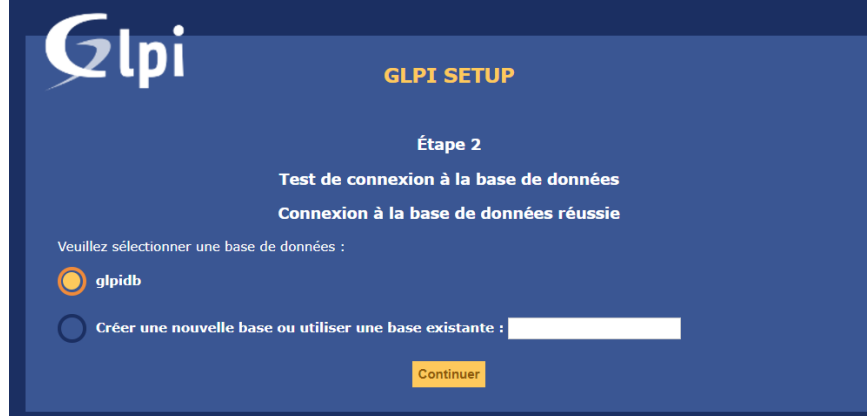 Glpi
GLPI SETUP
Étape 2
Test de connexion à la base de données
Connexion à la base de données réussie
Veuillez sélectionner une base de données :
glpidb
Créer une nouvelle base ou utiliser une base existante :
Continuer